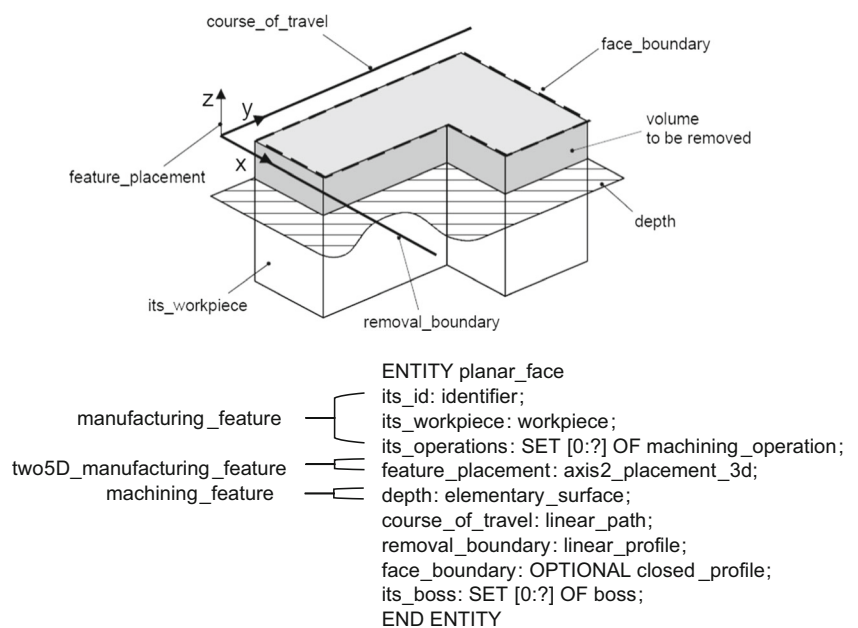 course_of_travel
face_boundary
z
y
volume
to be removed
x
feature_placement
depth
its_workpiece
removal_boundary
ENTITY planar_face
manufacturing_feature
its_id: identifier;
its_workpiece: workpiece;
its_operations: SET [0:?] OF machining_operation;
two5D_manufacturing_feature
feature_placement: axis2_placement_3d;
machining_feature
depth: elementary_surface;
course_of_travel: linear_path;
removal_boundary: linear_profile;
face_boundary: OPTIONAL closed_profile;
its_boss: SET [0:?] OF boss;
END ENTITY